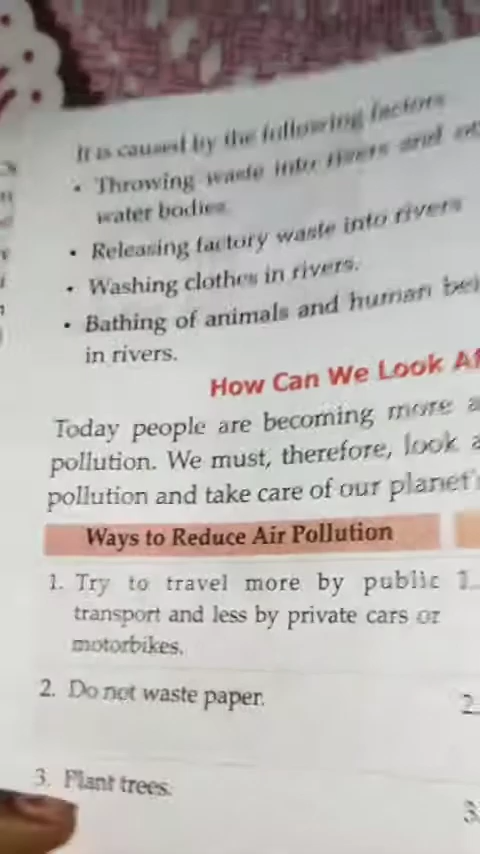 It is caused by the following factors
• Throwing waste into rivers and
water bodies.
• Releasing factory waste into rivers
• Washing clothes in rivers.
• Bathing of animals and human
in rivers.
How Can We Look
Today people are becoming more
pollution. We must, therefore, look
pollution and take care of our planet's
Ways to Reduce Air Pollution
1. Try to travel more by public
transport and less by private cars or
motorbikes.
2. Do not waste paper.
3. Plant trees.
1.
2.
3.